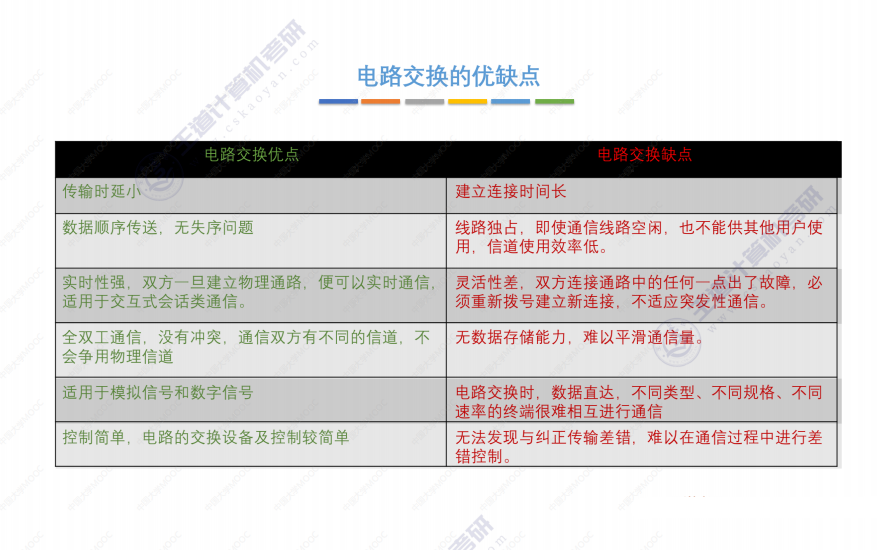 电路交换的优缺点
电路交换优点
电路交换缺点
传输时延小
建立连接时间长
数据顺序传送，无失序问题
线路独占，即使通信线路空闲，也不能供其他用户使
用，信道使用效率低。
实时性强，双方一旦建立物理通路，便可以实时通信，
适用于交互式会话类通信。
灵活性差，双方连接通路中的任何一点出了故障，必
须重新拨号建立新连接，不适应突发性通信。
全双工通信，没有冲突，通信双方有不同的信道，不
会争用物理信道
无数据存储能力，难以平滑通信量。
适用于模拟信号和数字信号
电路交换时，数据直达，不同类型、不同规格、不同
速率的终端很难相互进行通信
控制简单，电路的交换设备及控制较简单
无法发现与纠正传输差错，难以在通信过程中进行差
错控制。
王道计算机考研
cskaoyan.com
中国大学MOOC